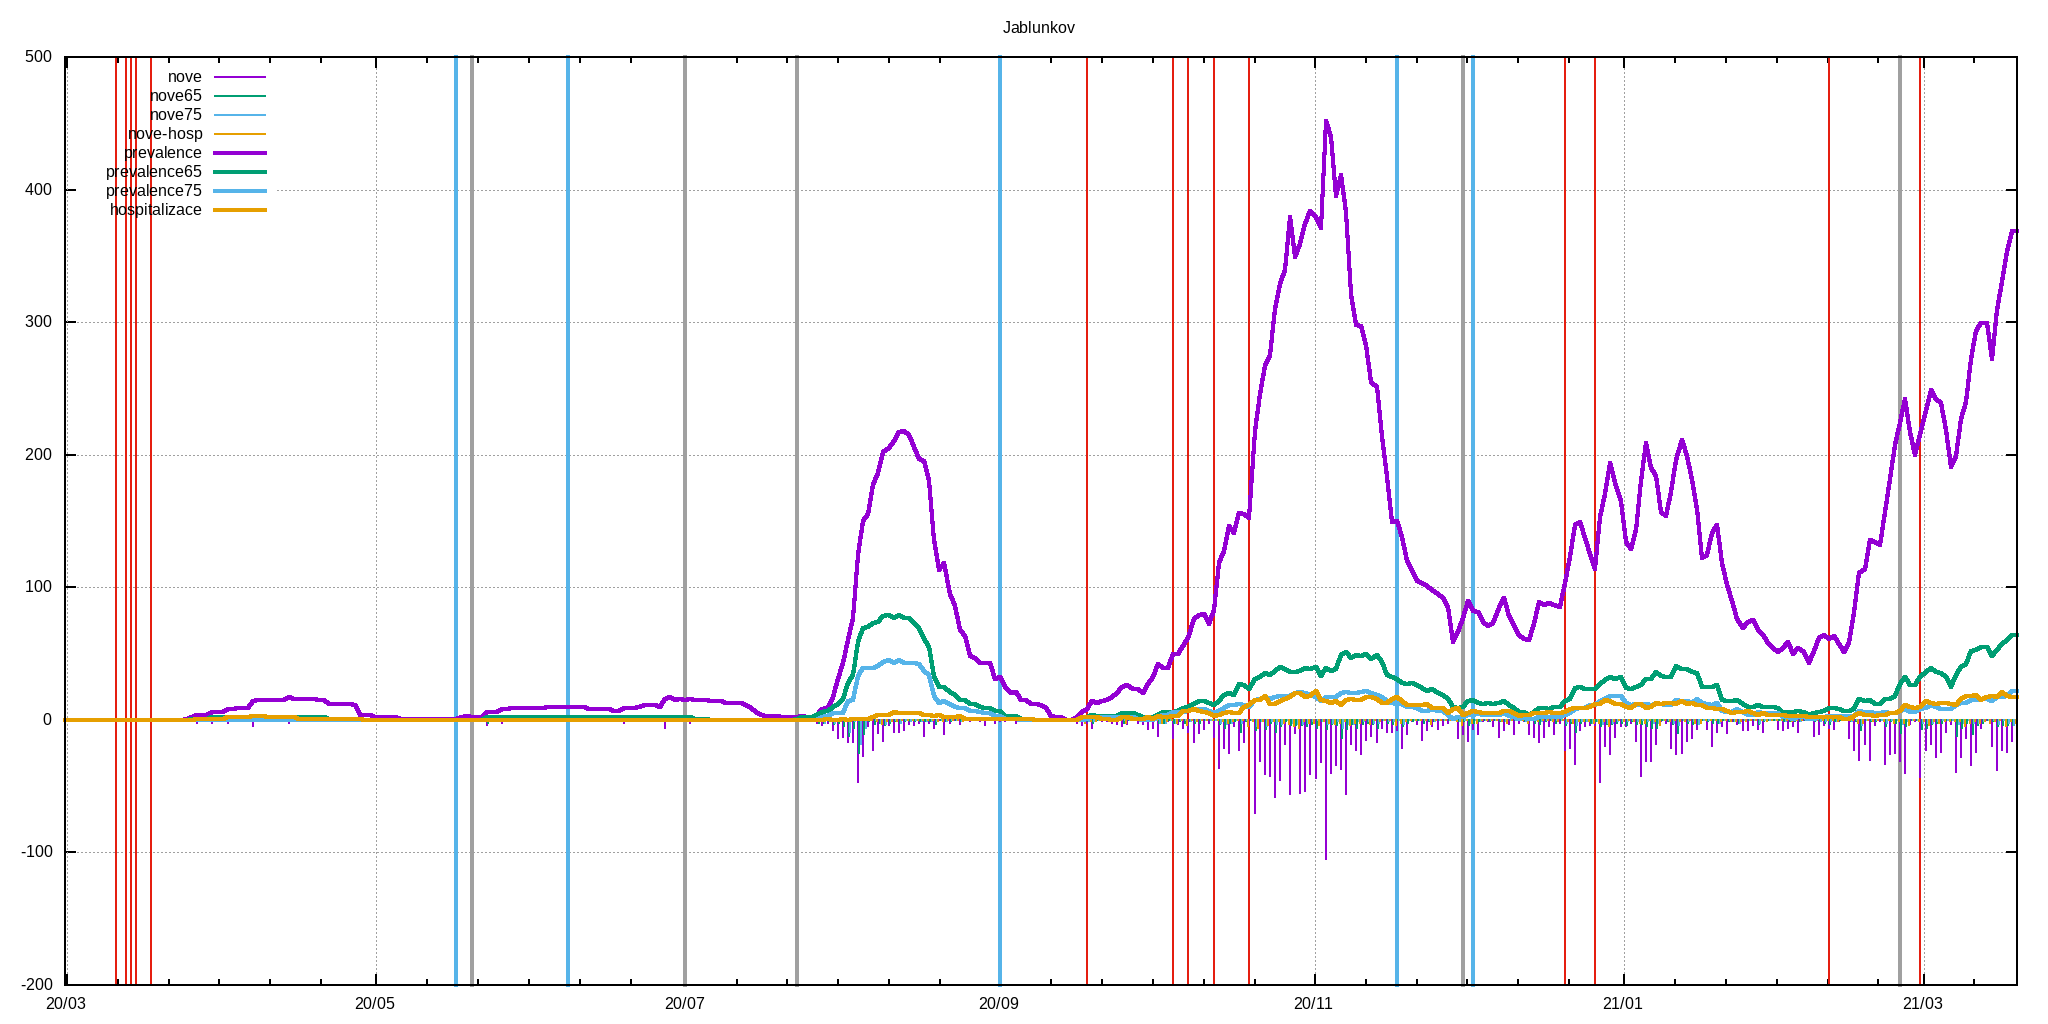 Jablunkov
500
nove
nove65
nove75
nove-hosp
prevalence
prevalence65
prevalence75
hospitalizace
400
300
200
100
0
-100
-200
20/03 20/05 20/07 20/09 20/11 21/01 21/03